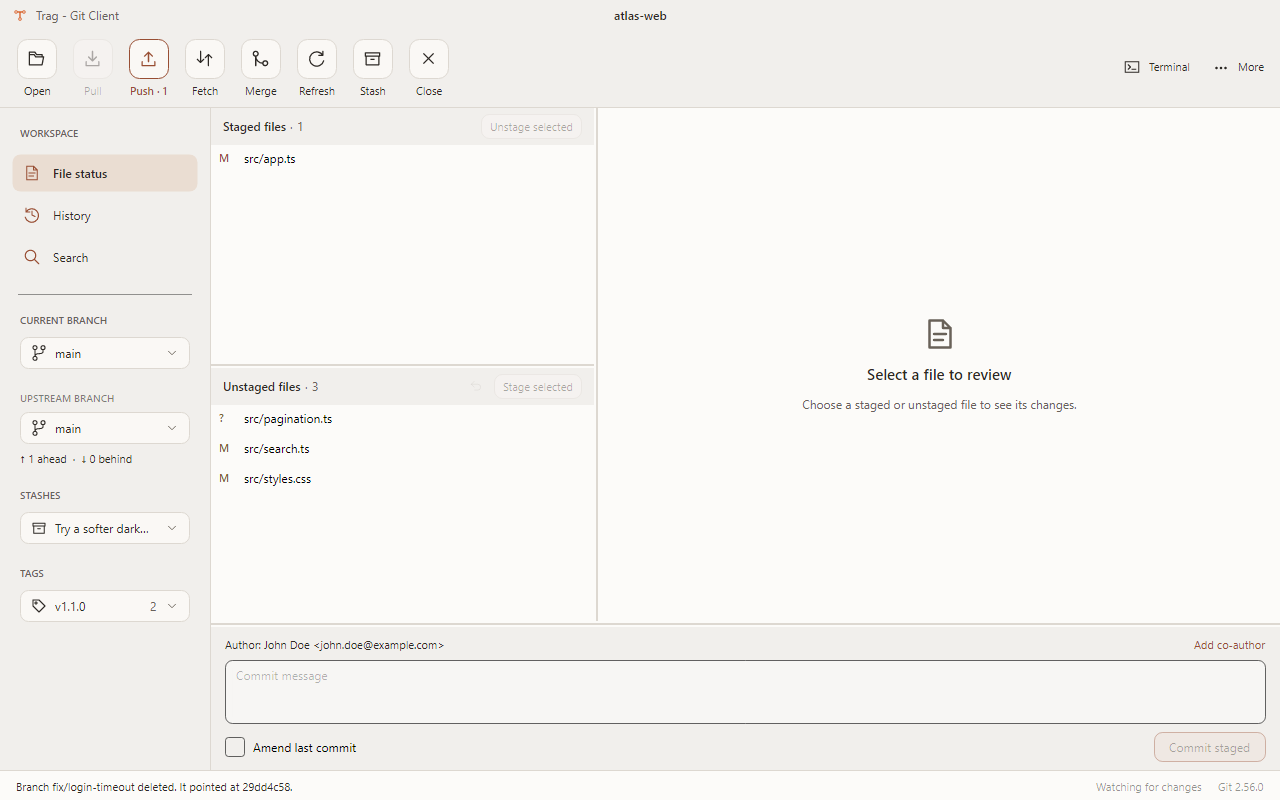 Trag - Git Client
atlas-web
Open
Pull
Push · 1
Fetch
Merge
Refresh
Stash
Close
Terminal
More
WORKSPACE
File status
History
Search
CURRENT BRANCH
main
UPSTREAM BRANCH
main
↑ 1 ahead · ↓ 0 behind
STASHES
Try a softer dark...
TAGS
v1.1.0 2
Staged files · 1
Unstage selected
M src/app.ts
Unstaged files · 3
Stage selected
? src/pagination.ts
M src/search.ts
M src/styles.css
Select a file to review
Choose a staged or unstaged file to see its changes.
Author: John Doe <john.doe@example.com>
Add co-author
Commit message
Amend last commit
Commit staged
Branch fix/login-timeout deleted. It pointed at 29dd4c58.
Watching for changes
Git 2.56.0